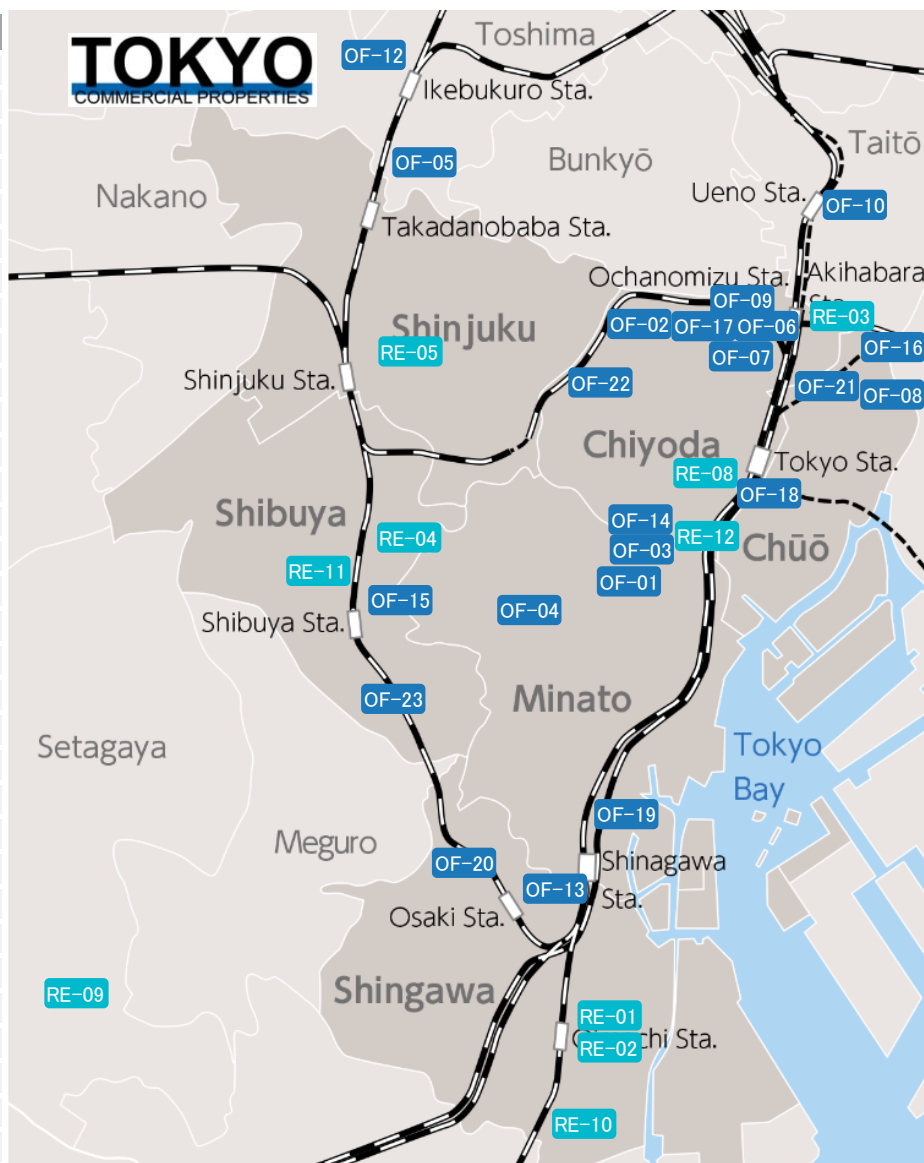 Toshima
TOKYO
COMMERCIAL PROPERTIES
OF-12
Ikebukuro Sta.
Taitō
Bunkyō
OF-05
Nakano
Ueno Sta.
OF-10
Takadanobaba Sta.
Ochanomizu Sta.
Akihabara
OF-09
RE-03
Shinjuku
OF-02
OF-17
OF-06
OF-16
RE-05
OF-07
Shinjuku Sta.
OF-22
OF-21
OF-08
Chiyoda
Tokyo Sta.
RE-08
OF-18
Shibuya
OF-14
RE-04
RE-12
Chūō
OF-03
RE-11
OF-01
OF-15
OF-04
Shibuya Sta.
OF-23
Minato
Setagaya
Tokyo
Bay
OF-19
Meguro
OF-20
Shinagawa
Sta.
OF-13
Osaki Sta.
Shingawa
RE-09
RE-01
chi Sta.
RE-02
RE-10